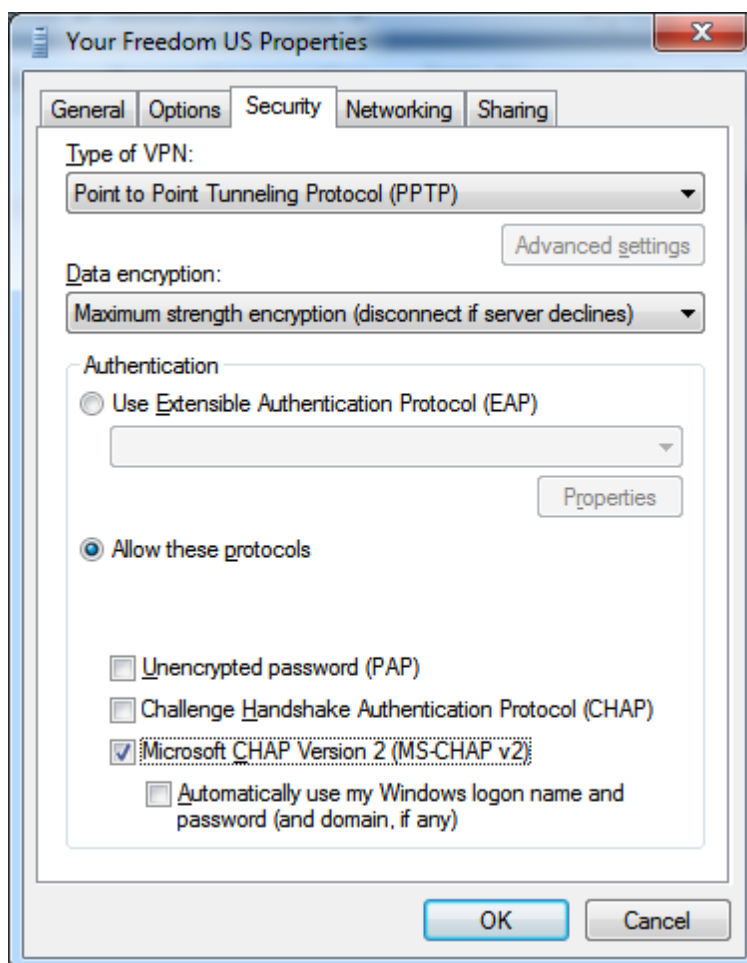 Your Freedom US Properties
General Options Security Networking Sharing
Type of VPN:
Point to Point Tunneling Protocol (PPTP)
Advanced settings
Data encryption:
Maximum strength encryption (disconnect if server declines)
Authentication
Use Extensible Authentication Protocol (EAP)
Properties
Allow these protocols
Unencrypted password (PAP)
Challenge Handshake Authentication Protocol (CHAP)
Microsoft CHAP Version 2 (MS-CHAP v2)
Automatically use my Windows logon name and
password (and domain, if any)
OK Cancel